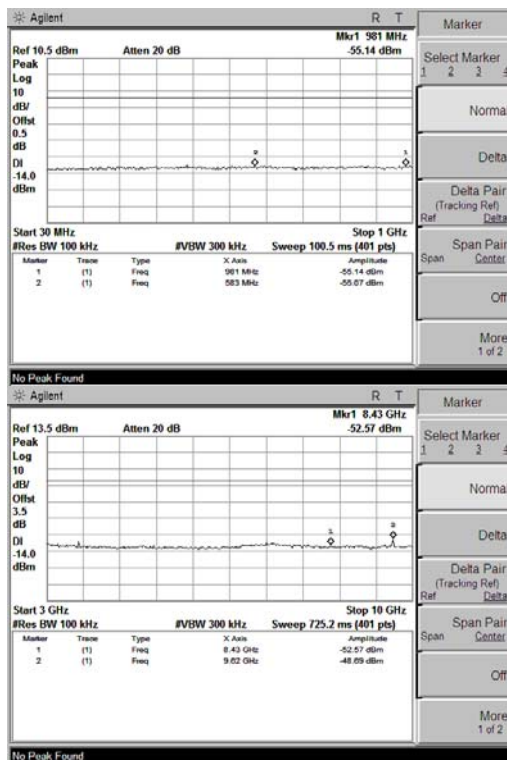 Agilent R T
Mkr1 981 MHz
Ref 10.5 dBm Atten 20 dB -55.14 dBm
Peak
Log
10
dB/
Offst
0.5
dB
DI
-14.0
dBm
2 1
Start 30 MHz Stop 1 GHz
#Res BW 100 kHz #VBW 300 kHz Sweep 100.5 ms (401 pts)
Marker Trace Type X Axis Amplitude
1 (1) Freq 981 MHz -55.14 dBm
2 (1) Freq 583 MHz -55.67 dBm
No Peak Found
Marker
Select Marker
1 2 3 4
Normal
Delta
Delta Pair
(Tracking Ref)
Ref Delta
Span Pair
Span Center
Off
More
1 of 2
Agilent R T
Mkr1 8.43 GHz
Ref 13.5 dBm Atten 20 dB -52.57 dBm
Peak
Log
10
dB/
Offst
3.5
dB
DI
-14.0
dBm
1 2
Start 3 GHz Stop 10 GHz
#Res BW 100 kHz #VBW 300 kHz Sweep 725.2 ms (401 pts)
Marker Trace Type X Axis Amplitude
1 (1) Freq 8.43 GHz -52.57 dBm
2 (1) Freq 9.62 GHz -48.69 dBm
No Peak Found
Marker
Select Marker
1 2 3 4
Normal
Delta
Delta Pair
(Tracking Ref)
Ref Delta
Span Pair
Span Center
Off
More
1 of 2